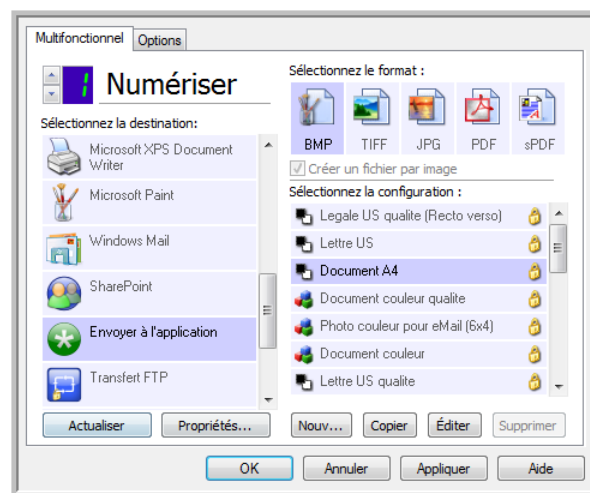 Multifonctionnel
Options
1
Numériser
Sélectionnez la destination:
Microsoft XPS Document
Writer
Microsoft Paint
Windows Mail
SharePoint
Envoyer à l'application
Transfert FTP
Actualiser
Propriétés...
Sélectionnez le format :
BMP
TIFF
JPG
PDF
sPDF
Créer un fichier par image
Sélectionnez la configuration :
Legale US qualite (Recto verso)
Lettre US
Document A4
Document couleur qualite
Photo couleur pour eMail (6x4)
Document couleur
Lettre US qualite
Nouv...
Copier
Éditer
Supprimer
OK
Annuler
Appliquer
Aide